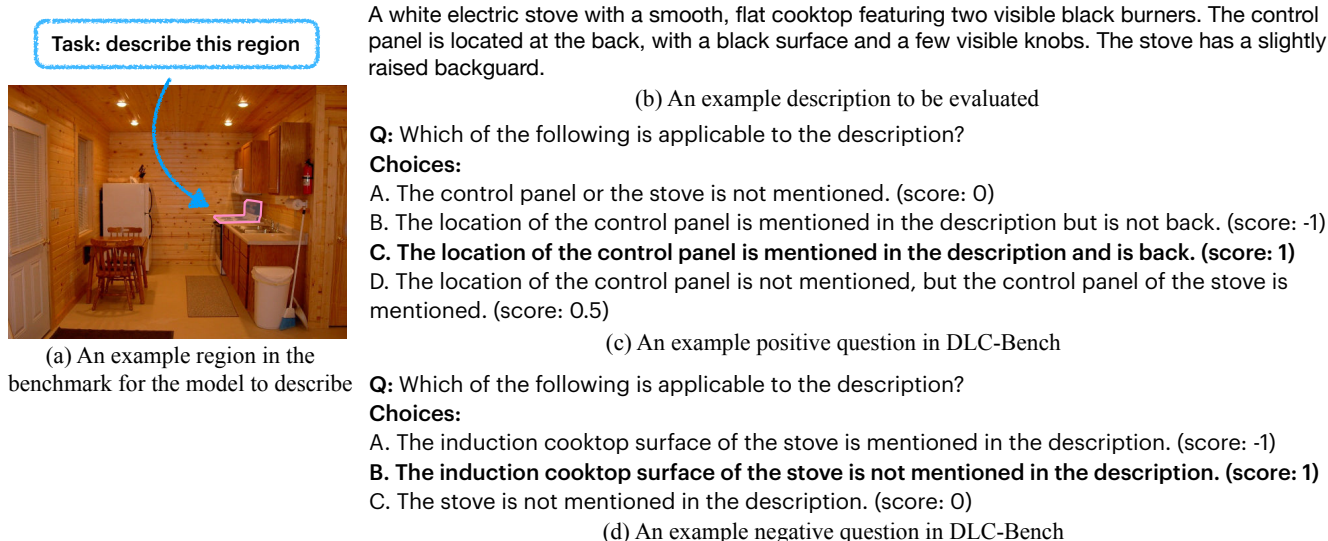 Task: describe this region
(a) An example region in the
benchmark for the model to describe
A white electric stove with a smooth, flat cooktop featuring two visible black burners. The control
panel is located at the back, with a black surface and a few visible knobs. The stove has a slightly
raised backguard.
(b) An example description to be evaluated
Q: Which of the following is applicable to the description?
Choices:
A. The control panel or the stove is not mentioned. (score: 0)
B. The location of the control panel is mentioned in the description but is not back. (score: -1)
C. The location of the control panel is mentioned in the description and is back. (score: 1)
D. The location of the control panel is not mentioned, but the control panel of the stove is
mentioned. (score: 0.5)
(c) An example positive question in DLC-Bench
Q: Which of the following is applicable to the description?
Choices:
A. The induction cooktop surface of the stove is mentioned in the description. (score: -1)
B. The induction cooktop surface of the stove is not mentioned in the description. (score: 1)
C. The stove is not mentioned in the description. (score: 0)
(d) An example negative question in DLC-Bench